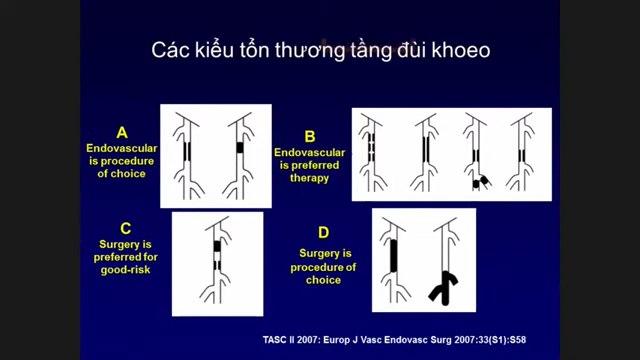 Các kiểu tổn thương tầng đùi khoeo
A
Endovascular
is procedure
of choice
B
Endovascular
is preferred
therapy
C
Surgery is
preferred for
good-risk
D
Surgery is
procedure of
choice
TASC II 2007: Europ J Vasc Endovasc Surg 2007:33(S1):S58